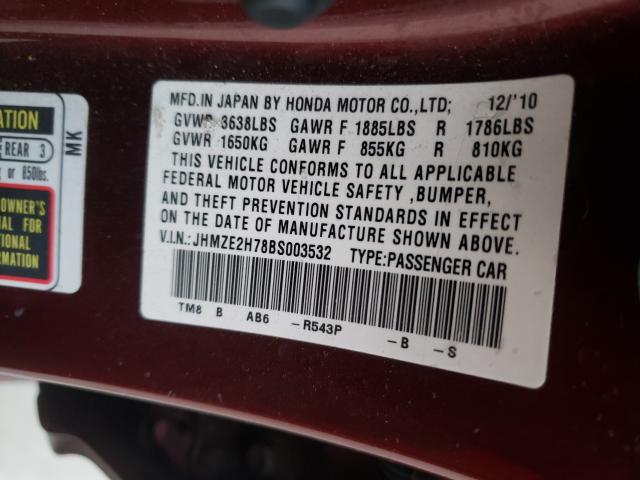 ATION
REAR 3
or 850lbs.
OWNER'S
FOR
FORMATION
MK
MFD.IN JAPAN BY HONDA MOTOR CO.,LTD; 12/'10
GVWR 3638LBS GAWR F 1885LBS R 1786LBS
GVWR 1650KG GAWR F 855KG R 810KG
THIS VEHICLE CONFORMS TO ALL APPLICABLE
FEDERAL MOTOR VEHICLE SAFETY ,BUMPER,
AND THEFT PREVENTION STANDARDS IN EFFECT
ON THE DATE OF MANUFACTURE SHOWN ABOVE.
V.I.N.: JHMZE2H78BS003532 TYPE:PASSENGER CAR
TM8 B AB6 -R543P -B -S